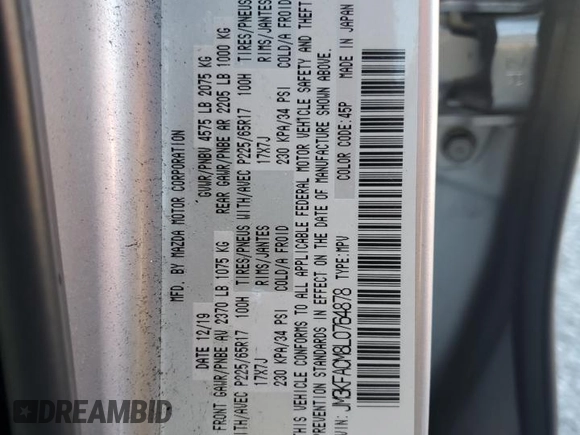 MFD. BY MAZDA MOTOR CORPORATION
DATE 12/19 GVWR/PNBV 4575 LB 2075 KG
FRONT GAWR/PNBE AV 2370 LB 1075 KG REAR GAWR/PNBE AR 2205 LB 1000 KG
WITH/AVEC P225/65R17 100H TIRES/PNEUS WITH/AVEC P225/65R17 100H TIRES/PNEUS
17X7J RIMS/JANTES 17X7J RIMS/JANTES
230 KPA/34 PSI COLD/A FROID 230 KPA/34 PSI COLD/A FROID
THIS VEHICLE CONFORMS TO ALL APPLICABLE FEDERAL MOTOR VEHICLE SAFETY AND THEFT
PREVENTION STANDARDS IN EFFECT ON THE DATE OF MANUFACTURE SHOWN ABOVE.
VIN: JM3KFACM8L0764878 TYPE:MPV COLOR CODE:45P MADE IN JAPAN
ODOMETER.COM